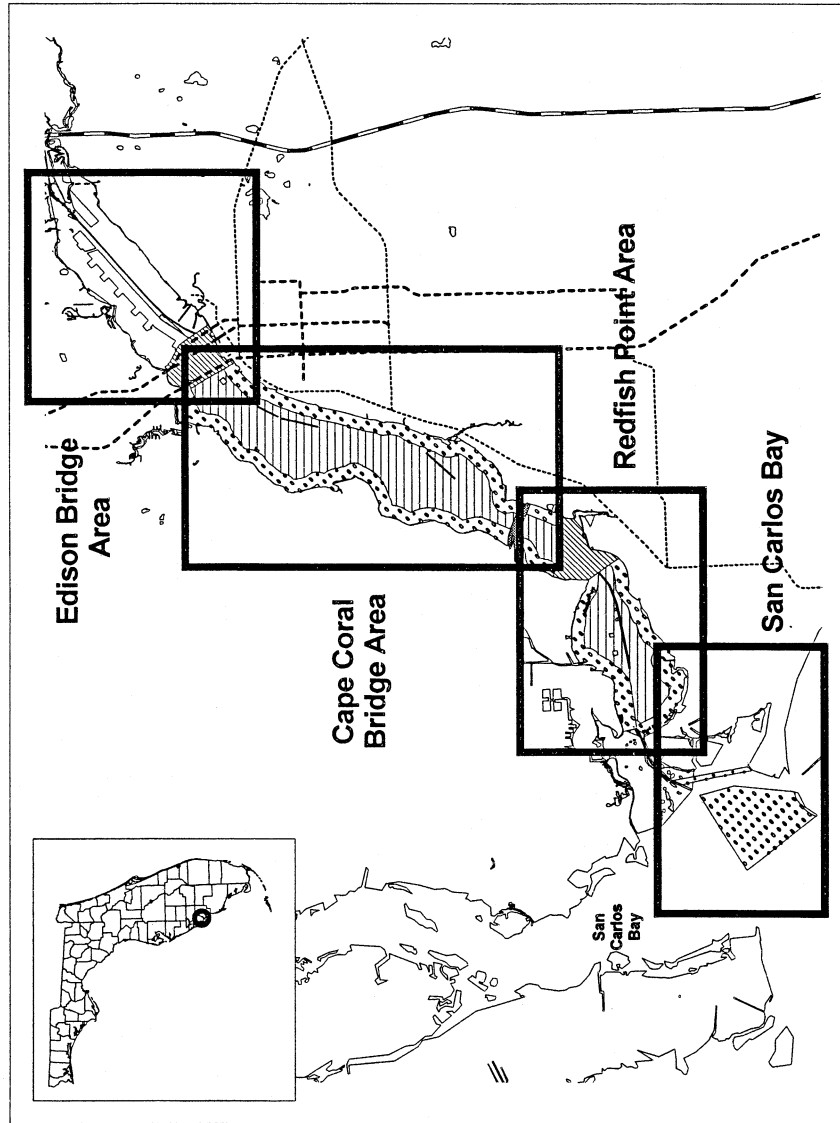 Edison Bridge
Area
Cape Coral
Bridge Area
Redfish Point Area
San Carlos Bay
San
Carlos
Bay